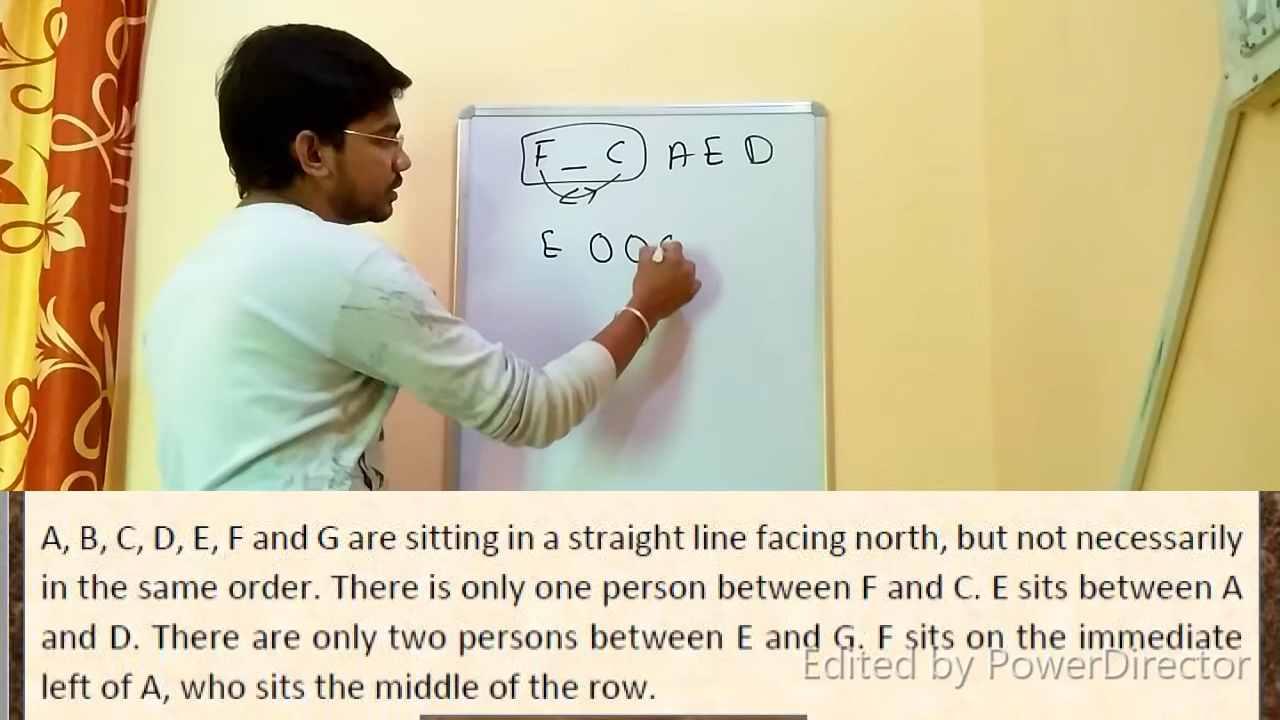 F _ C A E D
E O O
A, B, C, D, E, F and G are sitting in a straight line facing north, but not necessarily
in the same order. There is only one person between F and C. E sits between A
and D. There are only two persons between E and G. F sits on the immediate
left of A, who sits the middle of the row.
Edited by PowerDirector